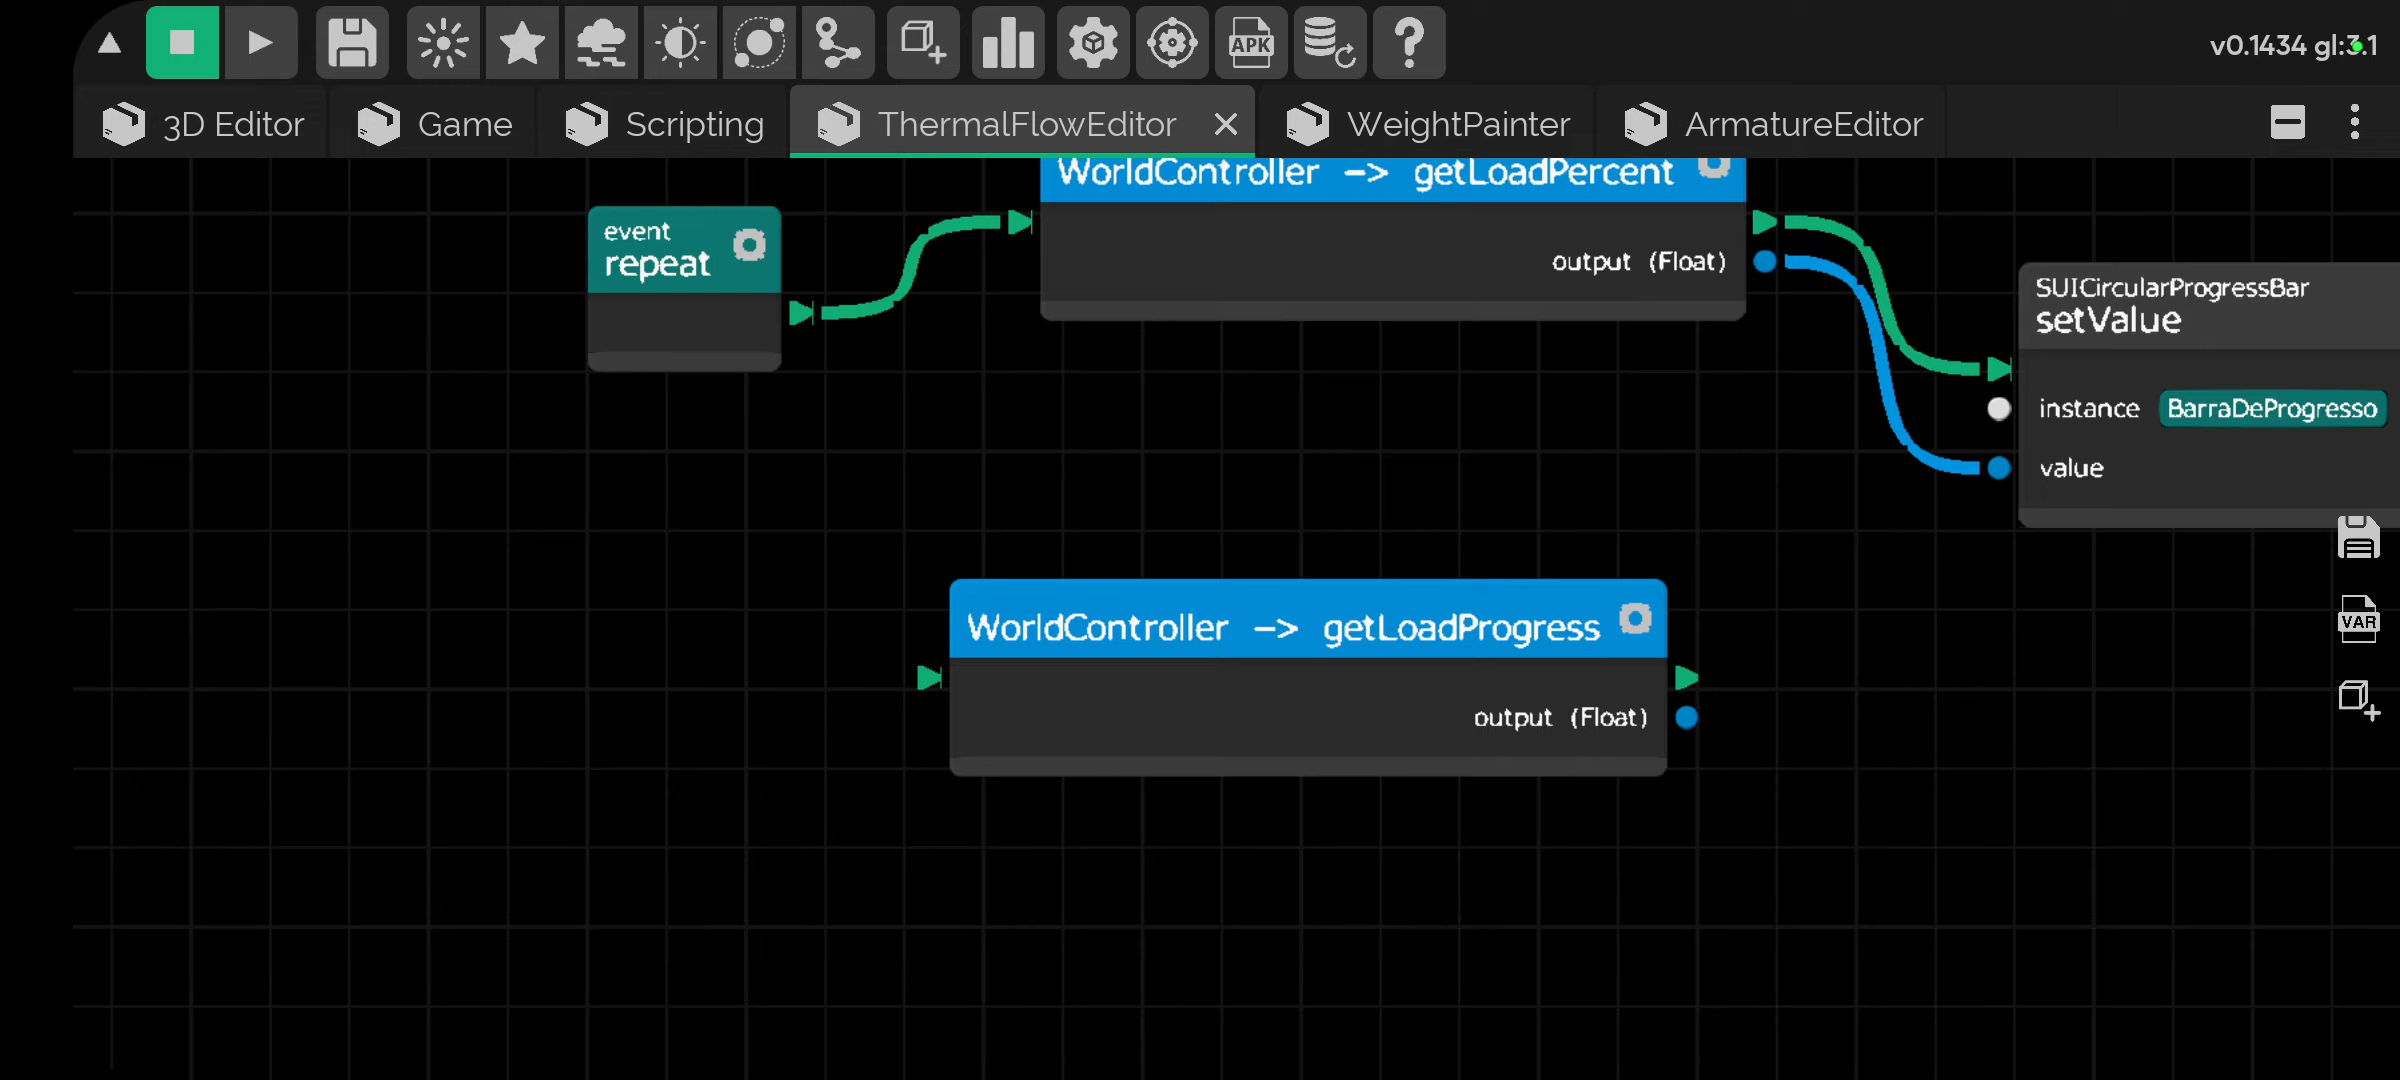 APK
v0.1434 gl:3.1
3D Editor
Game
Scripting
ThermalFlowEditor
WeightPainter
ArmatureEditor
WorldController -> getLoadPercent
output (Float)
event
repeat
SUICircularProgressBar
setValue
instance BarraDeProgresso
value
WorldController -> getLoadProgress
output (Float)
VAR